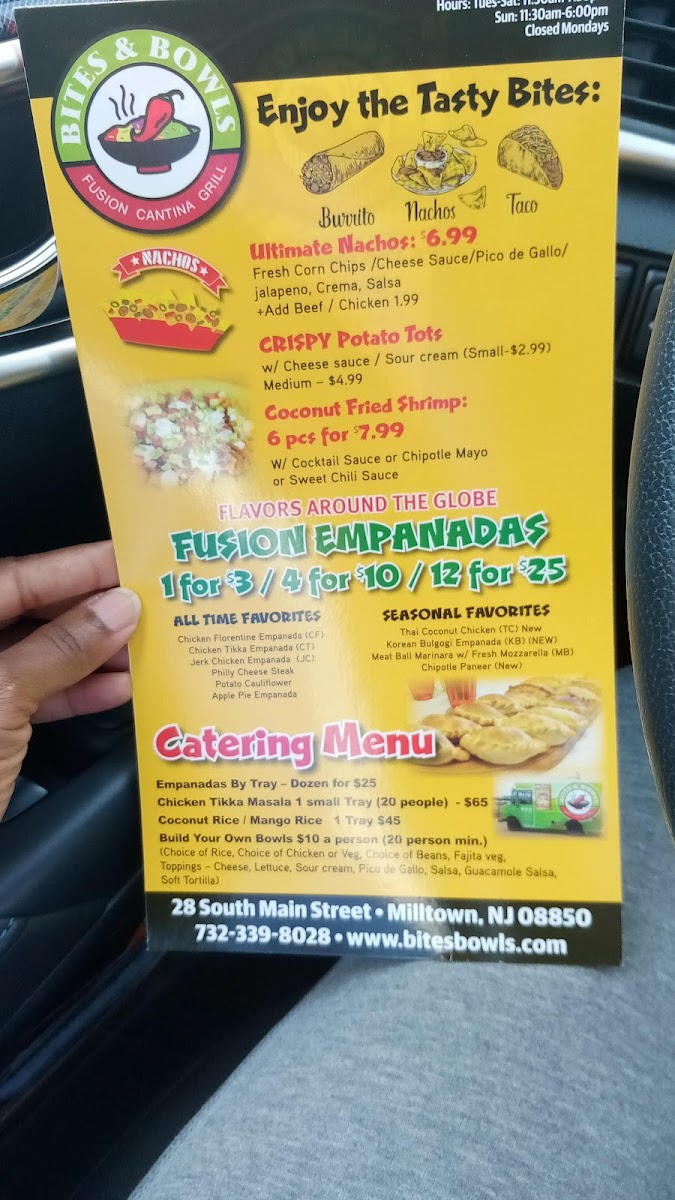 Hours: Tues-Sat: 11:30am-
Sun: 11:30am-6:00pm
Closed Mondays
BITES & BOWLS
FUSION CANTINA GRILL
Enjoy the Tasty Bites:
Burrito Nachos Taco
NACHOS
Ultimate Nachos: $6.99
Fresh Corn Chips /Cheese Sauce/Pico de Gallo/
jalapeno, Crema, Salsa
+Add Beef / Chicken 1.99
CRISPY Potato Tots
w/ Cheese sauce / Sour cream (Small-$2.99)
Medium – $4.99
Coconut Fried Shrimp:
6 pcs for $7.99
W/ Cocktail Sauce or Chipotle Mayo
or Sweet Chili Sauce
FLAVORS AROUND THE GLOBE
FUSION EMPANADAS
1 for $3 / 4 for $10 / 12 for $25
ALL TIME FAVORITES
Chicken Florentine Empanada (CF)
Chicken Tikka Empanada (CT)
Jerk Chicken Empanada (JC)
Philly Cheese Steak
Potato Cauliflower
Apple Pie Empanada
SEASONAL FAVORITES
Thai Coconut Chicken (TC) New
Korean Bulgogi Empanada (KB) (NEW)
Meat Ball Marinara w/ Fresh Mozzarella (MB)
Chipotle Paneer (New)
Catering Menu
Empanadas By Tray – Dozen for $25
Chicken Tikka Masala 1 small Tray (20 people) - $65
Coconut Rice / Mango Rice 1 Tray $45
Build Your Own Bowls $10 a person (20 person min.)
(Choice of Rice, Choice of Chicken or Veg, Choice of Beans, Fajita veg,
Toppings – Cheese, Lettuce, Sour cream, Pico de Gallo, Salsa, Guacamole Salsa,
Soft Tortilla)
28 South Main Street • Milltown, NJ 08850
732-339-8028 • www.bitesbowls.com